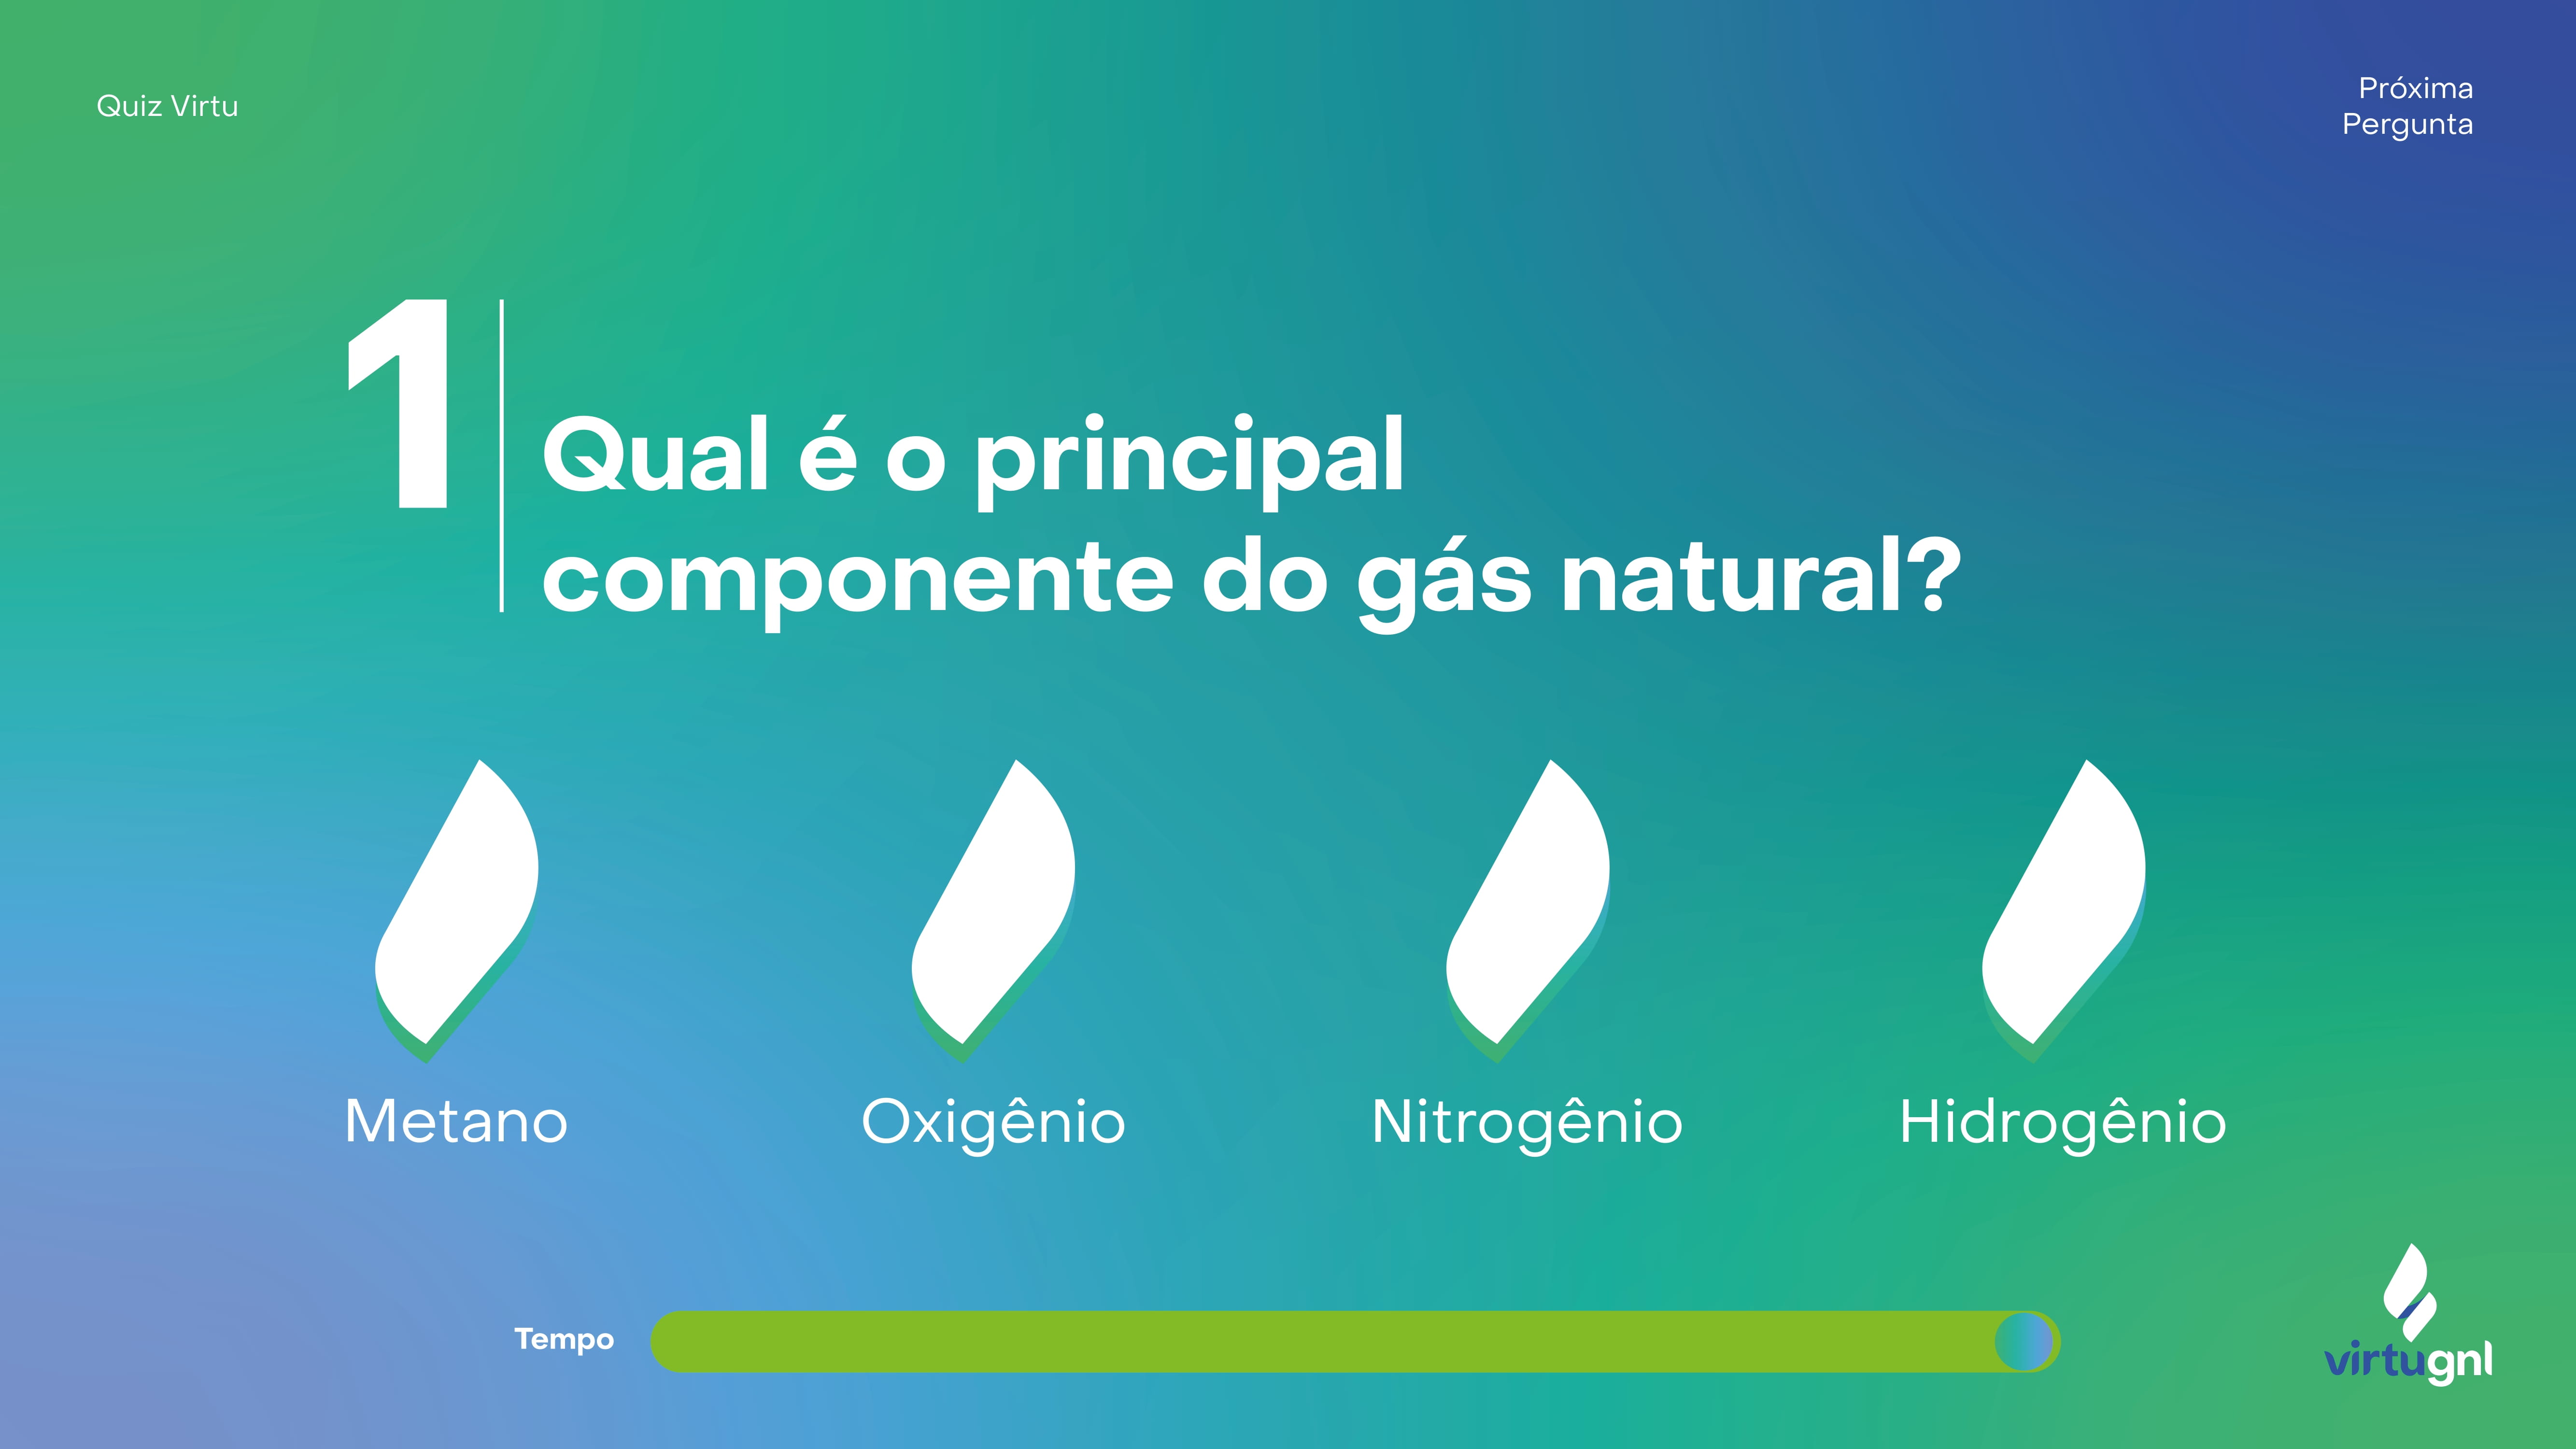 Quiz Virtu
Próxima
Pergunta
1
Qual é o principal
componente do gás natural?
Metano
Oxigênio
Nitrogênio
Hidrogênio
Tempo
virtugnl